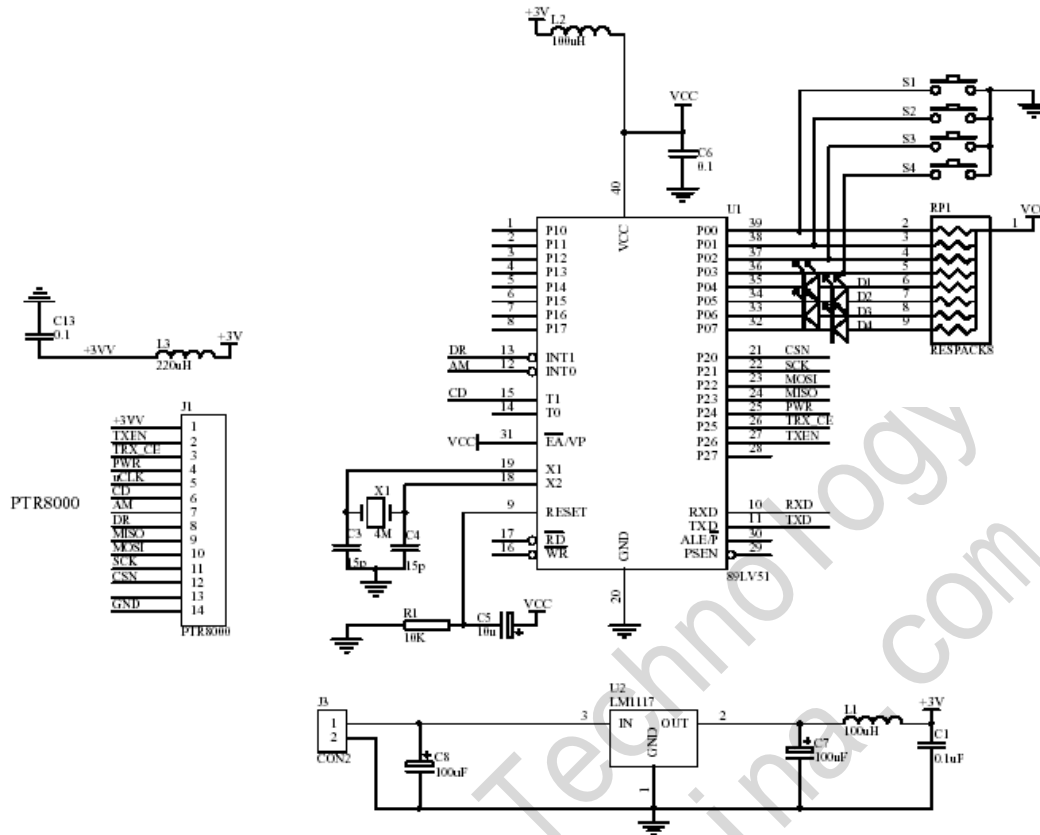 +3V
L2
100uH
VCC
C6
0.1
40
S1
S2
S3
S4
RP1
1
RESPACK8
U1
VCC
GND
20
89LV51
1 P10
2 P11
3 P12
4 P13
5 P14
6 P15
7 P16
8 P17
DR 13 INT1
AM 12 INT0
CD 15 T1
14 T0
VCC 31 EA/VP
19 X1
18 X2
9 RESET
17 RD
16 WR
P00 39 2
P01 38 3
P02 37 4
P03 36 5
P04 35 D1 6
P05 34 D2 7
P06 33 D3 8
P07 32 D4 9
P20 21 CSN
P21 22 SCK
P22 23 MOSI
P23 24 MISO
P24 25 PWR
P25 26 TRX_CE
P26 27 TXEN
P27 28
RXD 10 RXD
TXD 11 TXD
ALE/P 30
PSEN 29
C13
0.1
+3VV
L3
220uH
+3V
J1
+3VV 1
TXEN 2
TRX_CE 3
PWR 4
uCLK 5
CD 6
AM 7
DR 8
MISO 9
MOSI 10
SCK 11
CSN 12
13
GND 14
PTR8000
PTR8000
X1
4M
C3
15p
C4
15p
R1
10K
C5
10u
VCC
J3
1
2
CON2
C8
100uF
U2
LM1117
3 IN OUT 2
GND
1
C7
100uF
L1
100uH
+3V
C1
0.1uF
Technology